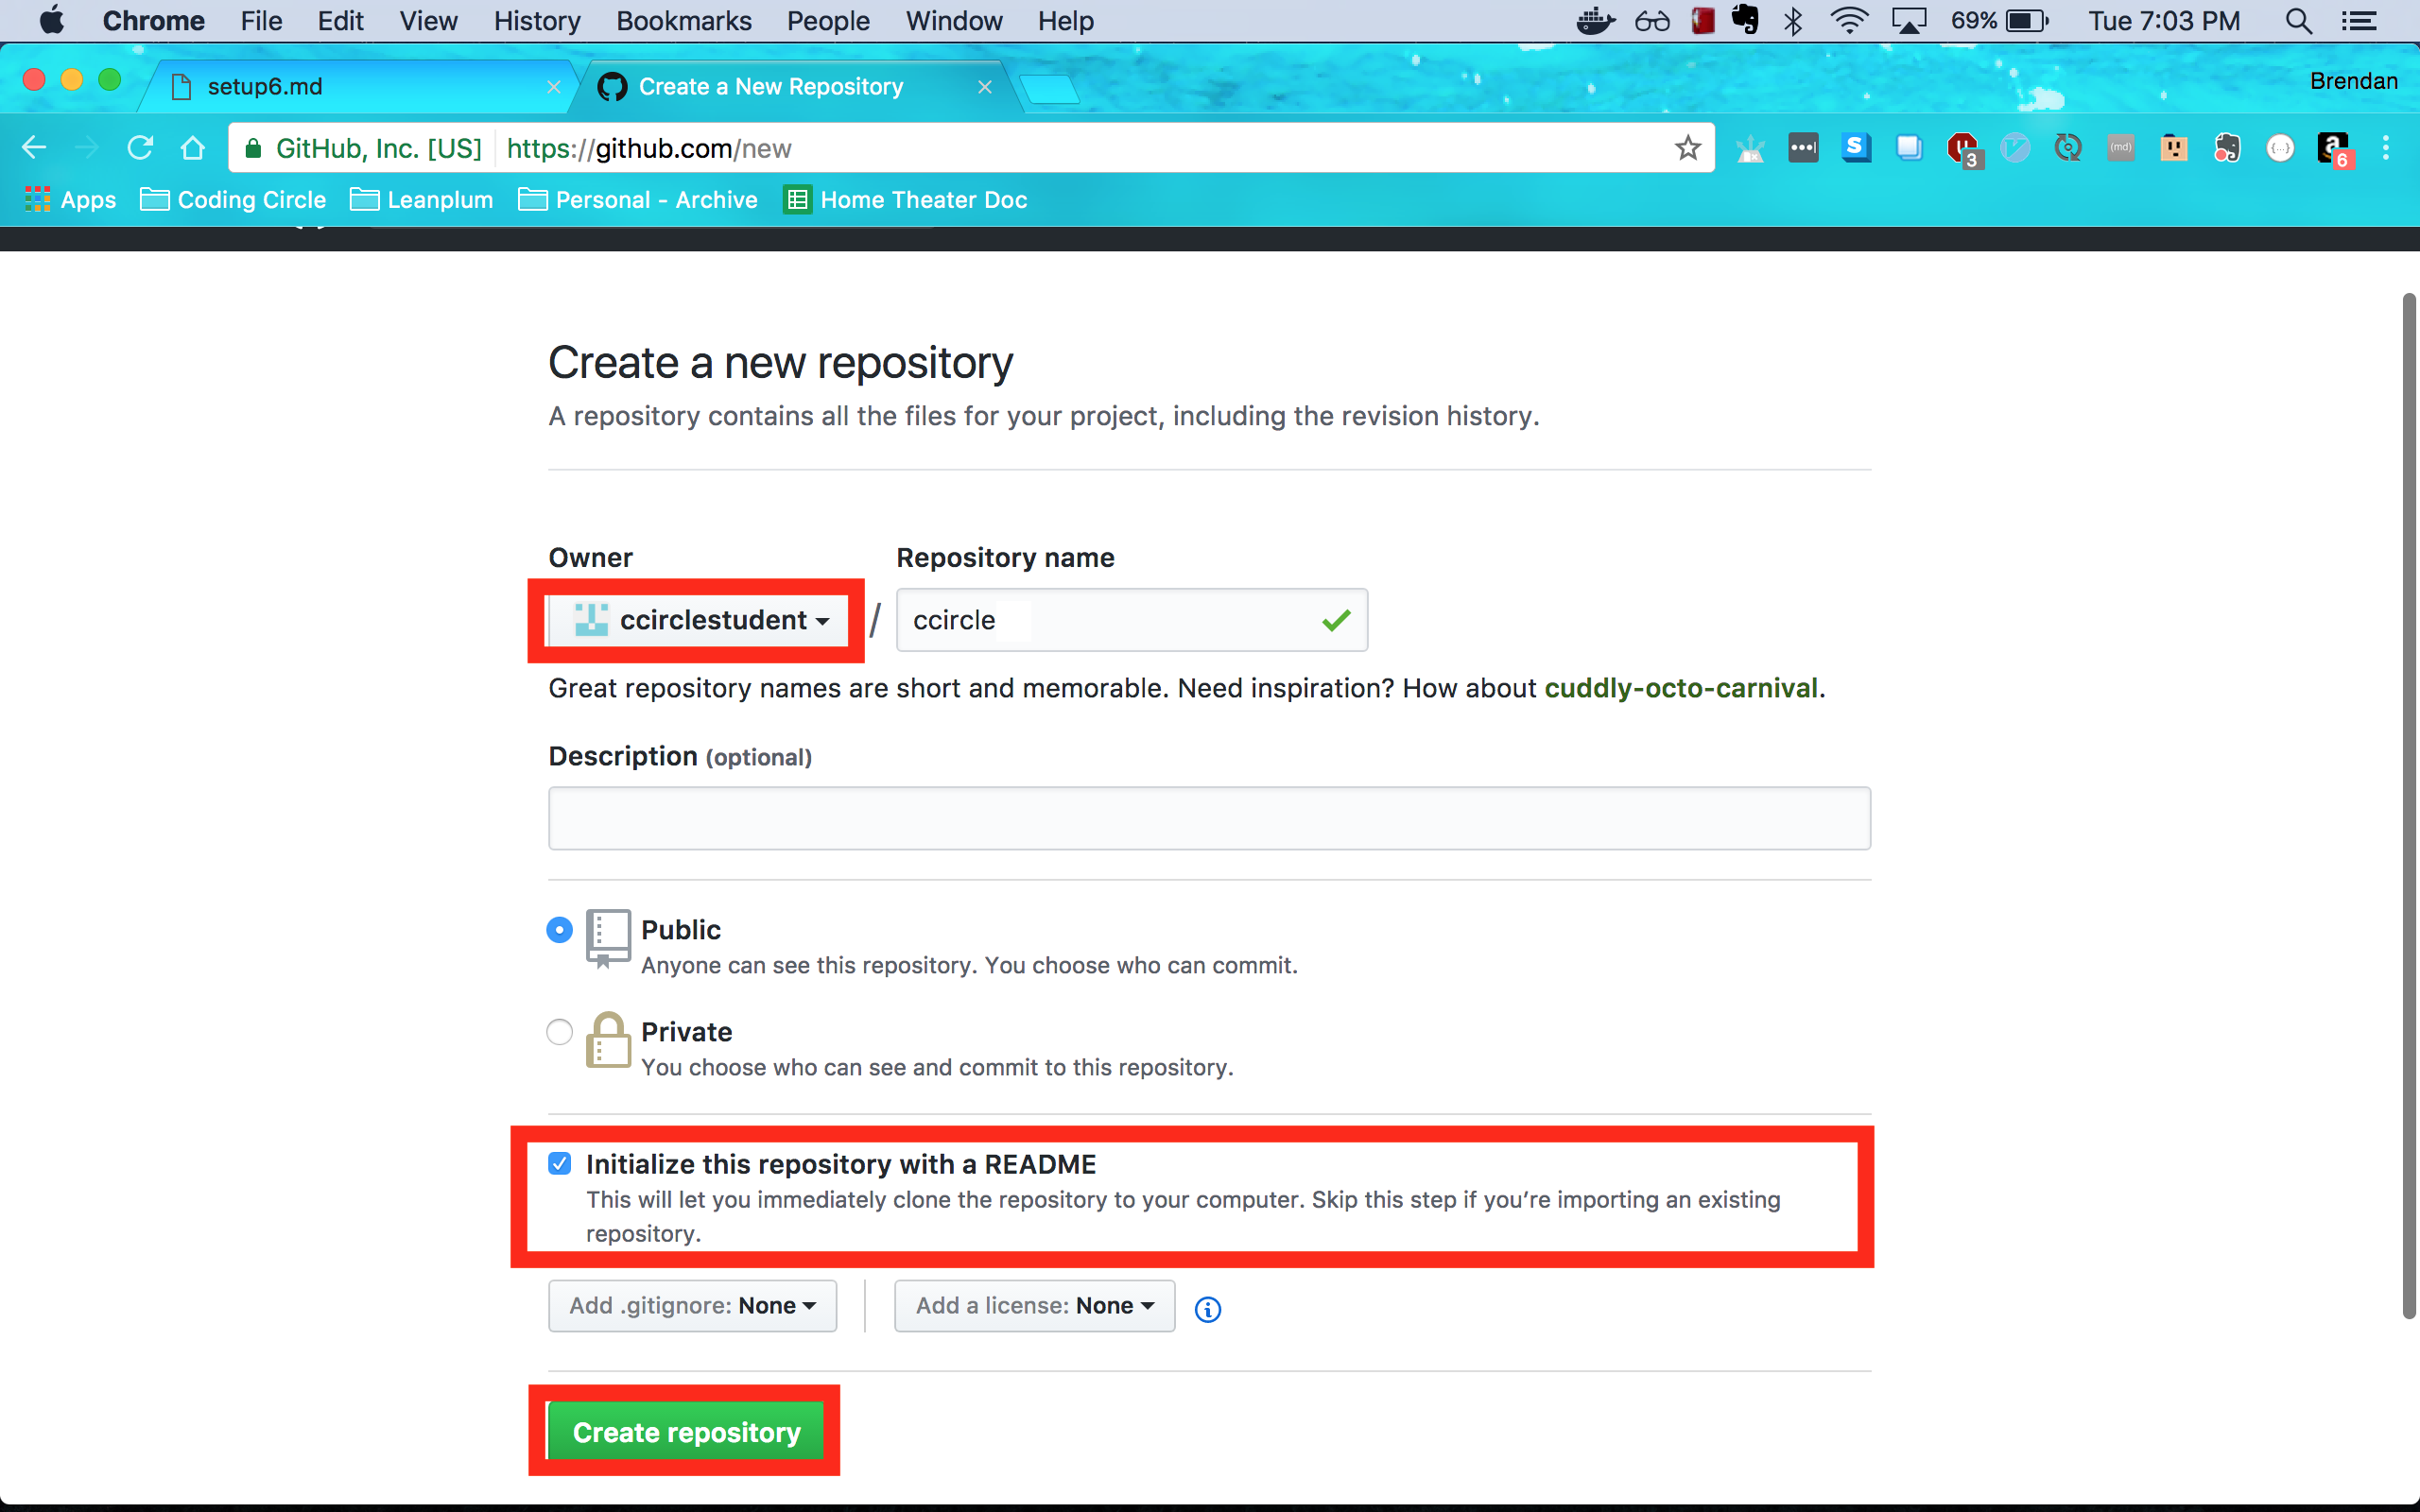 Chrome File Edit View History Bookmarks People Window Help 69% Tue 7:03 PM
setup6.md Create a New Repository Brendan
GitHub, Inc. [US] https://github.com/new S 3 (md) {...} a 6
Apps Coding Circle Leanplum Personal - Archive Home Theater Doc
Create a new repository
A repository contains all the files for your project, including the revision history.
Owner Repository name
ccirclestudent / ccircle
Great repository names are short and memorable. Need inspiration? How about cuddly-octo-carnival.
Description (optional)
Public
Anyone can see this repository. You choose who can commit.
Private
You choose who can see and commit to this repository.
Initialize this repository with a README
This will let you immediately clone the repository to your computer. Skip this step if you’re importing an existing
repository.
Add .gitignore: None Add a license: None
Create repository